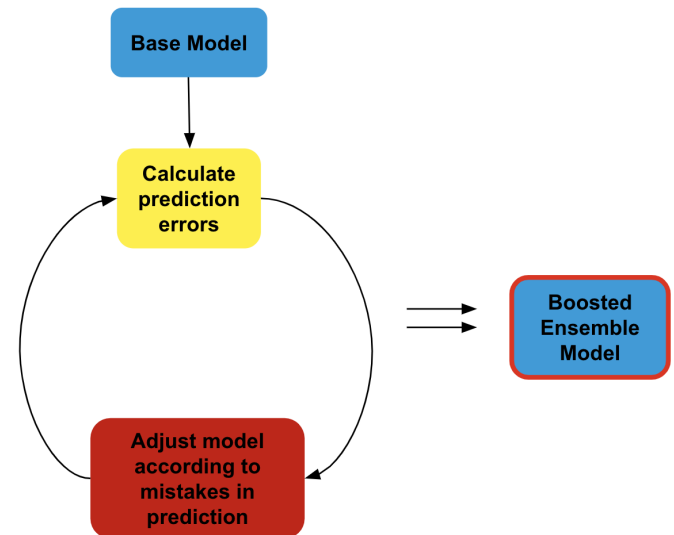 Base Model
Calculate
prediction
errors
Boosted
Ensemble
Model
Adjust model
according to
mistakes in
prediction